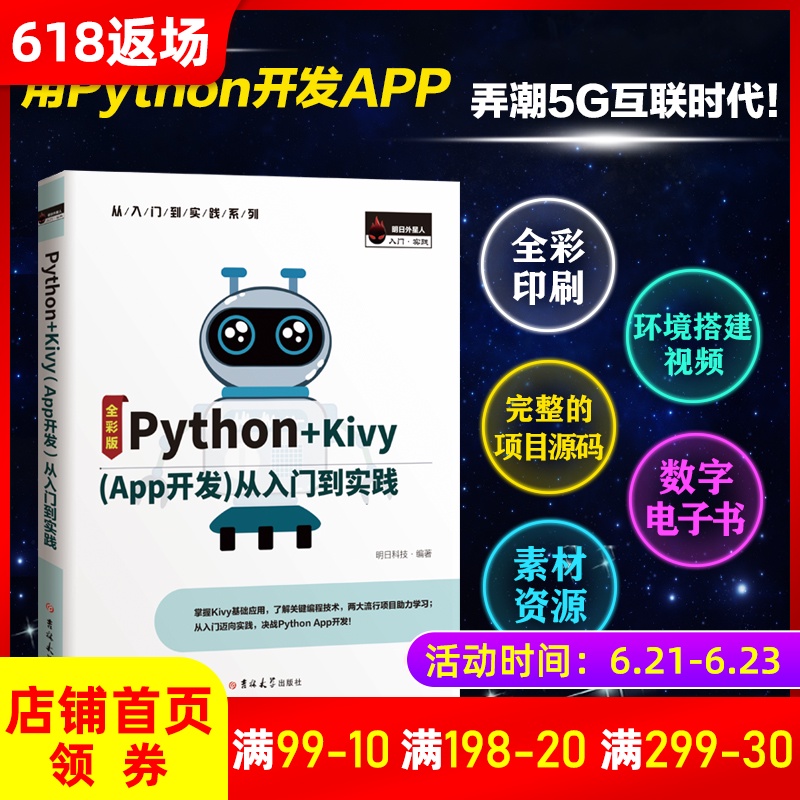 618返场
用Python开发APP
弄潮5G互联时代!
从/入/门/到/实/践/系/列
明日外星人
入门·实践
Python+Kivy(App开发)从入门到实践
全彩版
Python+Kivy
(App开发)从入门到实践
明日科技·编著
掌握Kivy基础应用，了解关键编程技术，两大流行项目助力学习；
从入门迈向实践，决战Python App开发！
吉林大学出版社
吉林大学出版社
全彩
印刷
环境搭建
视频
完整的
项目源码
数字
电子书
素材
资源
活动时间：6.21-6.23
店铺首页
领 券
满99-10 满198-20 满299-30